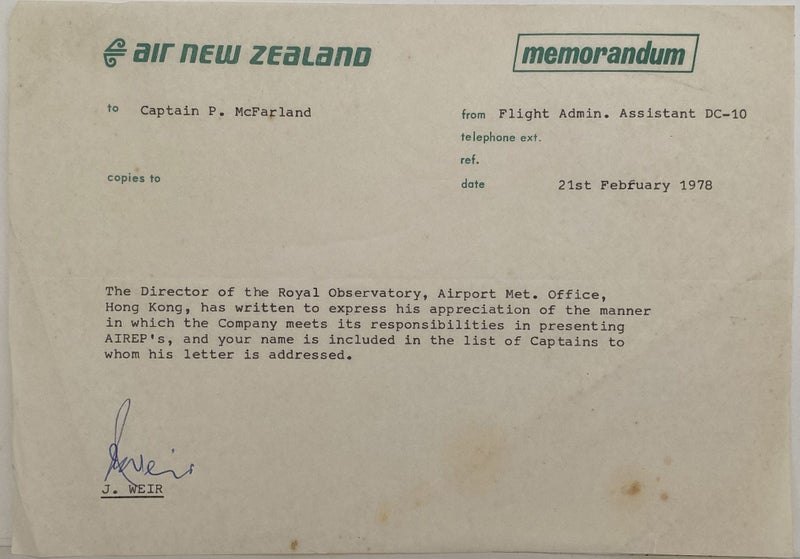 air new zealand
memorandum
to Captain P. McFarland
from Flight Admin. Assistant DC-10
telephone ext.
ref.
copies to
date 21st February 1978
The Director of the Royal Observatory, Airport Met. Office,
Hong Kong, has written to express his appreciation of the manner
in which the Company meets its responsibilities in presenting
AIREP's, and your name is included in the list of Captains to
whom his letter is addressed.
J Weir
J. WEIR